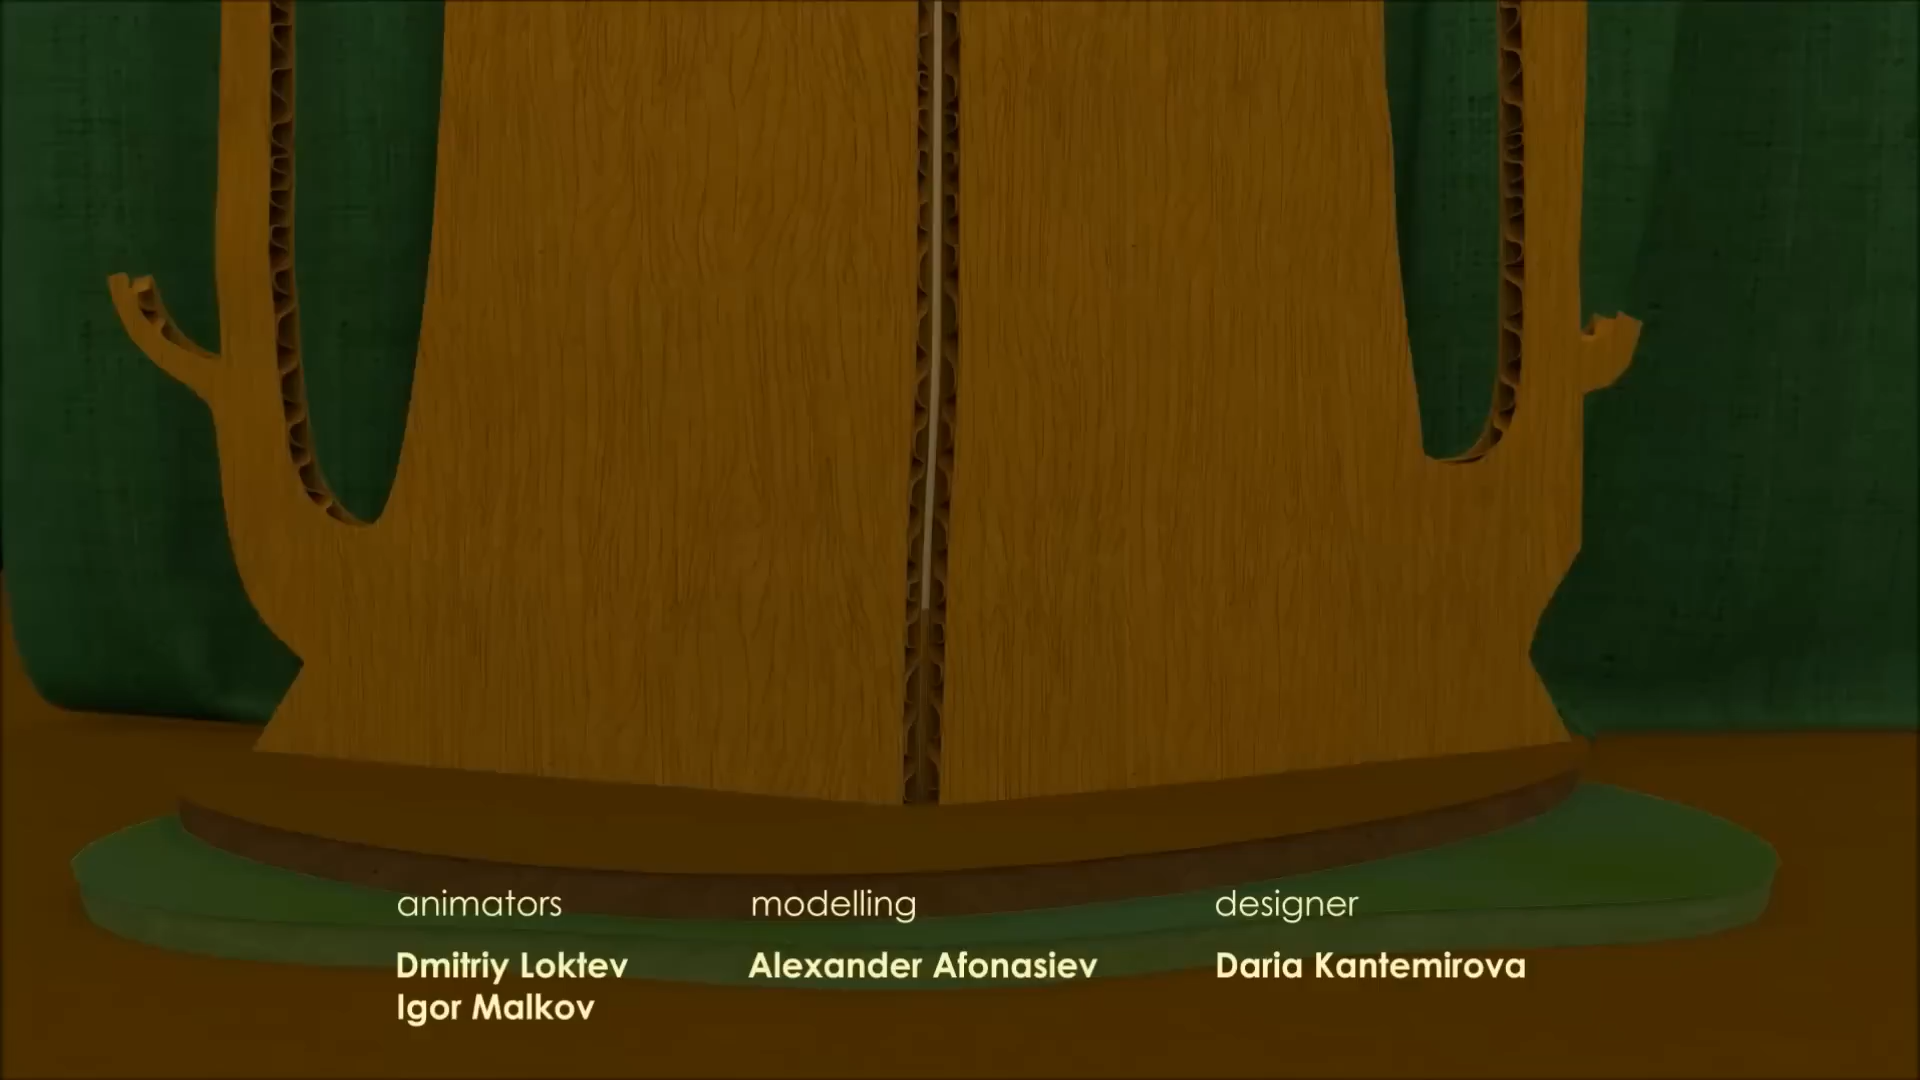 animators
Dmitriy Loktev
Igor Malkov
modelling
Alexander Afonasiev
designer
Daria Kantemirova